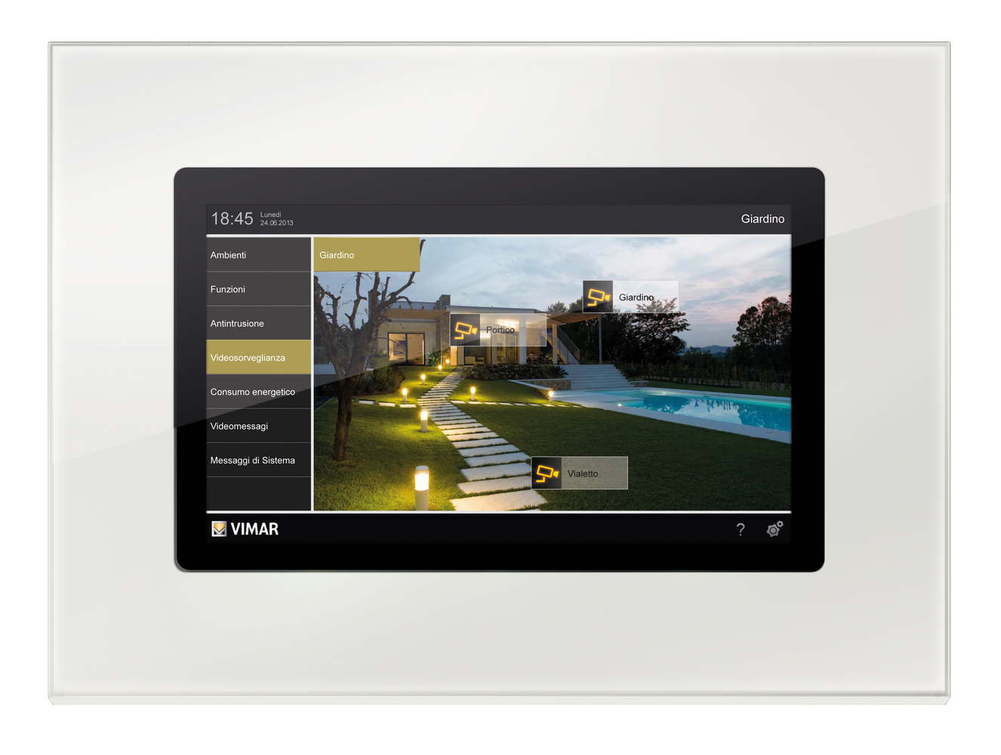 18:45
Lunedì
24.06.2013
Giardino
Ambienti
Funzioni
Antintrusione
Videosorveglianza
Consumo energetico
Videomessagi
Messaggi di Sistema
Giardino
Giardino
Portico
Vialetto
VIMAR
?